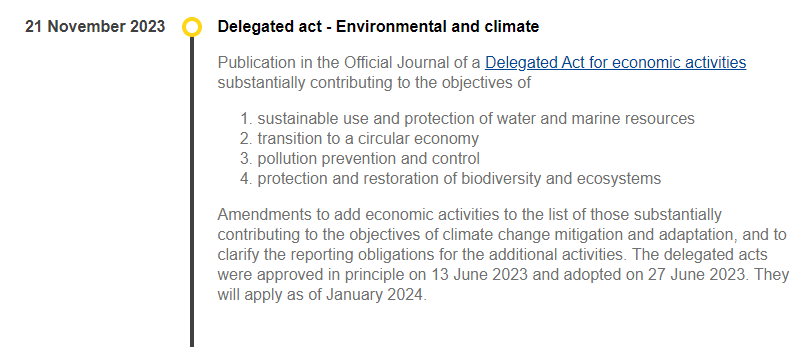 21 November 2023
Delegated act - Environmental and climate
Publication in the Official Journal of a Delegated Act for economic activities
substantially contributing to the objectives of
1. sustainable use and protection of water and marine resources
2. transition to a circular economy
3. pollution prevention and control
4. protection and restoration of biodiversity and ecosystems
Amendments to add economic activities to the list of those substantially
contributing to the objectives of climate change mitigation and adaptation, and to
clarify the reporting obligations for the additional activities. The delegated acts
were approved in principle on 13 June 2023 and adopted on 27 June 2023. They
will apply as of January 2024.